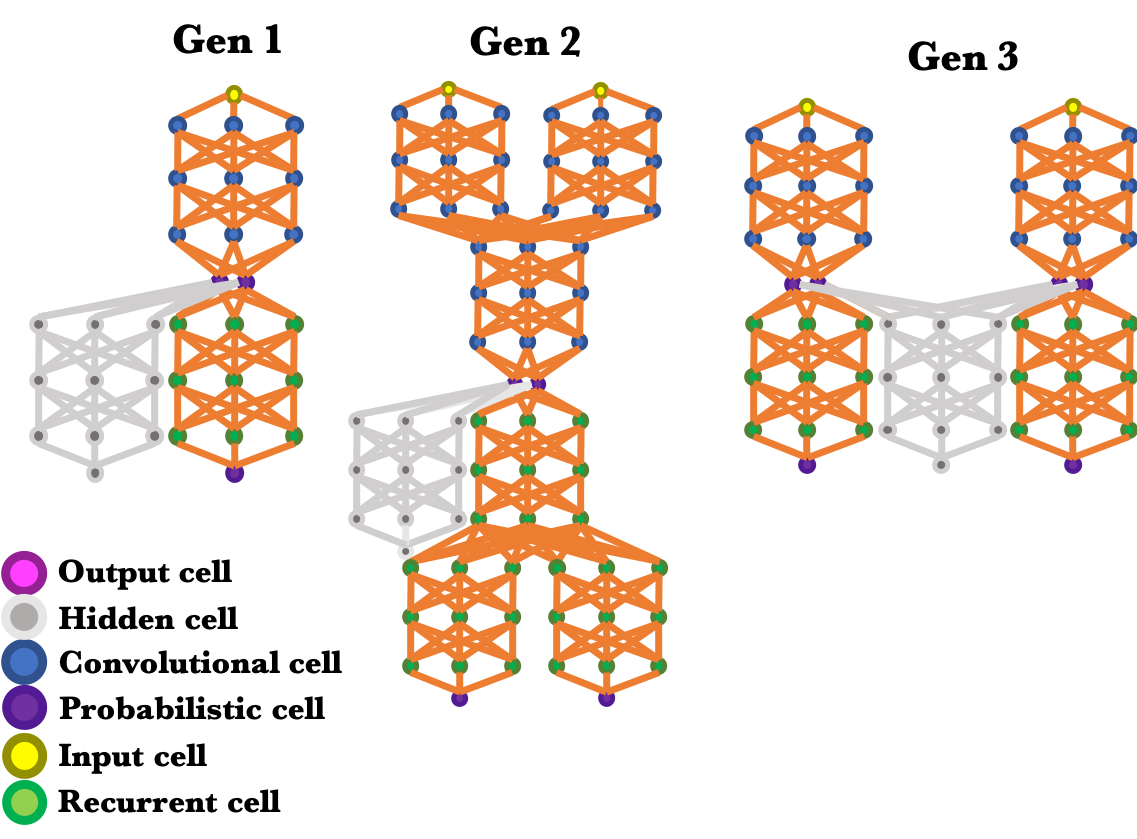 Gen 1
Gen 2
Gen 3
Output cell
Hidden cell
Convolutional cell
Probabilistic cell
Input cell
Recurrent cell